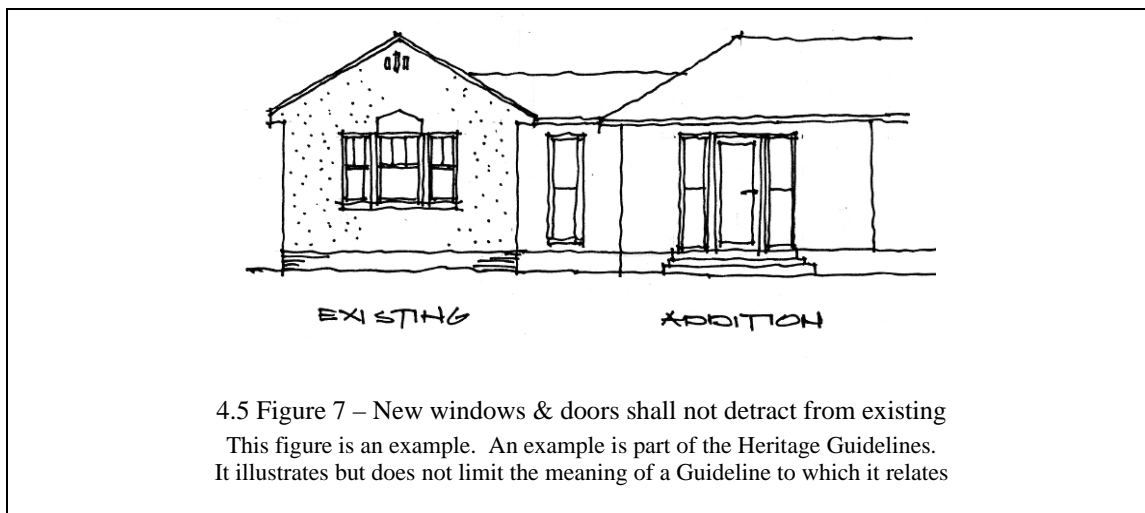 EXISTING
ADDITION
4.5 Figure 7 – New windows & doors shall not detract from existing
This figure is an example.  An example is part of the Heritage Guidelines.
It illustrates but does not limit the meaning of a Guideline to which it relates